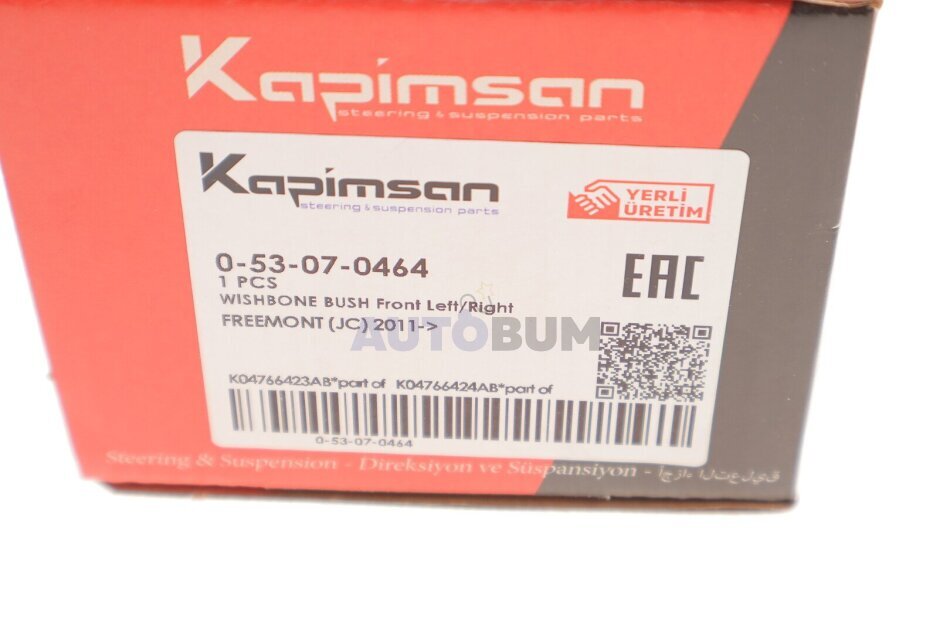 Kapimsan
steering & suspension parts
Kapimsan
steering & suspension parts
YERLİ
ÜRETİM
0-53-07-0464
1 PCS
WISHBONE BUSH Front Left/Right
FREEMONT (JC) 2011->
EAC
AUTOBUM
K04766423AB*part of K04766424AB*part of
0-53-07-0464
Steering & Suspension - Direksiyon ve Süspansiyon - أجزاء التعليق